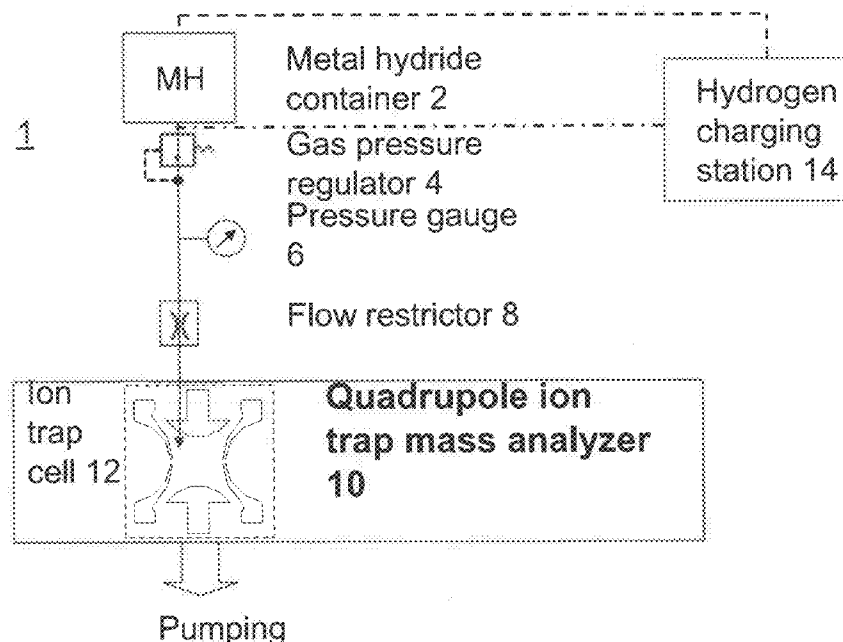 MH
Metal hydride
container 2
Hydrogen
charging
station 14
1
Gas pressure
regulator 4
Pressure gauge
6
Flow restrictor 8
Ion
trap
cell 12
Quadrupole ion
trap mass analyzer
10
Pumping